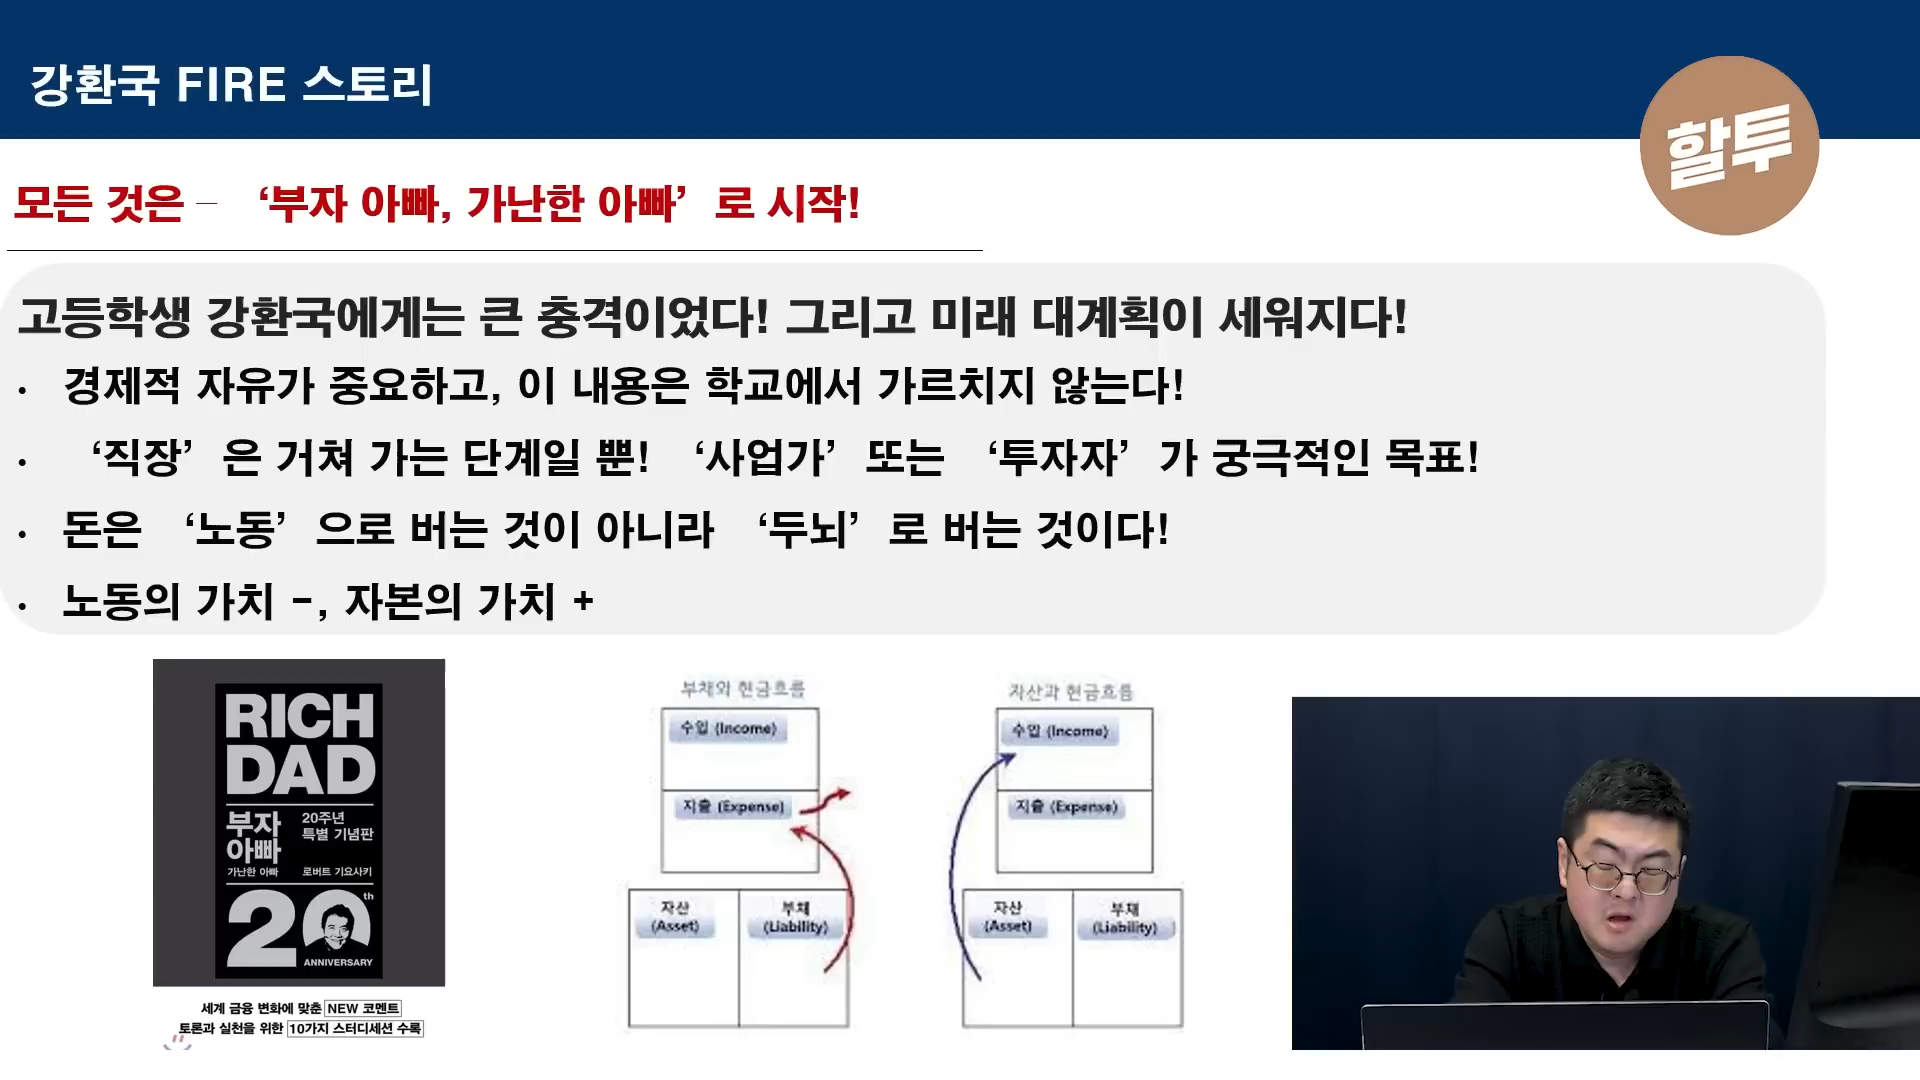 강환국 FIRE 스토리
할투
모든 것은 – ‘부자 아빠, 가난한 아빠’로 시작!
고등학생 강환국에게는 큰 충격이었다! 그리고 미래 대계획이 세워지다!
• 경제적 자유가 중요하고, 이 내용은 학교에서 가르치지 않는다!
• ‘직장’은 거쳐 가는 단계일 뿐! ‘사업가’ 또는 ‘투자자’가 궁극적인 목표!
• 돈은 ‘노동’으로 버는 것이 아니라 ‘두뇌’로 버는 것이다!
• 노동의 가치 -, 자본의 가치 +
RICH
DAD
부자
아빠
가난한 아빠
20주년
특별 기념판
로버트 기요사키
20th
ANNIVERSARY
세계 금융 변화에 맞춘 NEW 코멘트
토론과 실천을 위한 10가지 스터디세션 수록
부채와 현금흐름
수입 (Income)
지출 (Expense)
자산
(Asset)
부채
(Liability)
자산과 현금흐름
수입 (Income)
지출 (Expense)
자산
(Asset)
부채
(Liability)